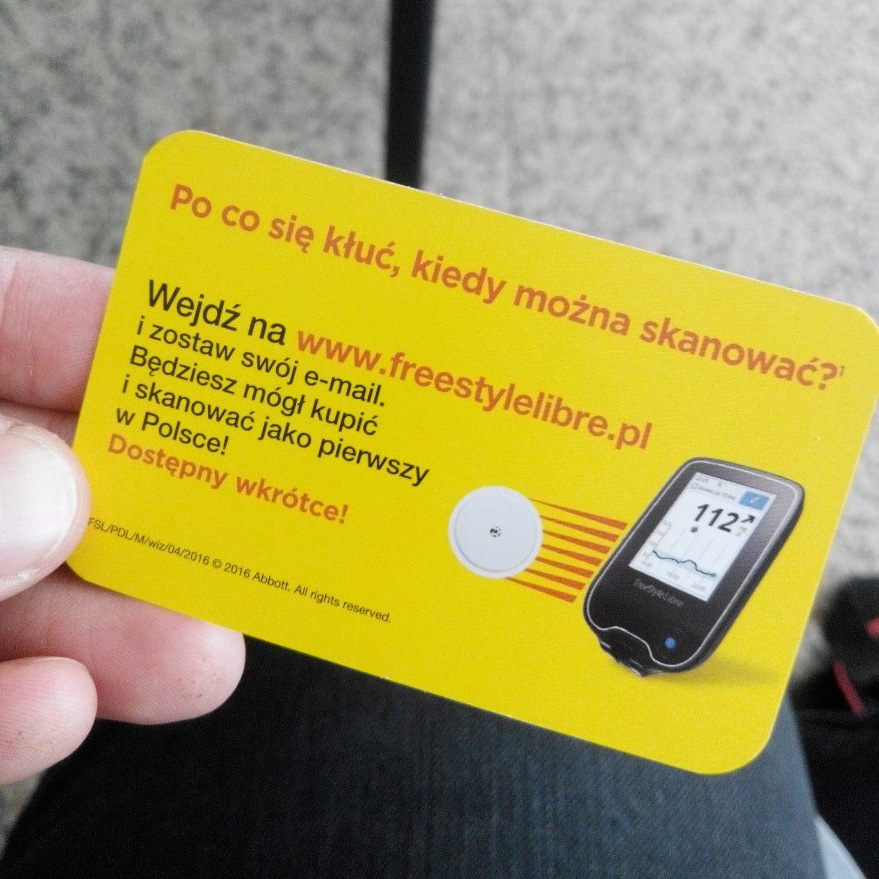 Po co się kłuć, kiedy można skanować?¹
Wejdź na www.freestylelibre.pl
i zostaw swój e-mail.
Będziesz mógł kupić
i skanować jako pierwszy
w Polsce!
Dostępny wkrótce!
FSL/PDL/M/wiz/04/2016 © 2016 Abbott. All rights reserved.
112
FreeStyle Libre